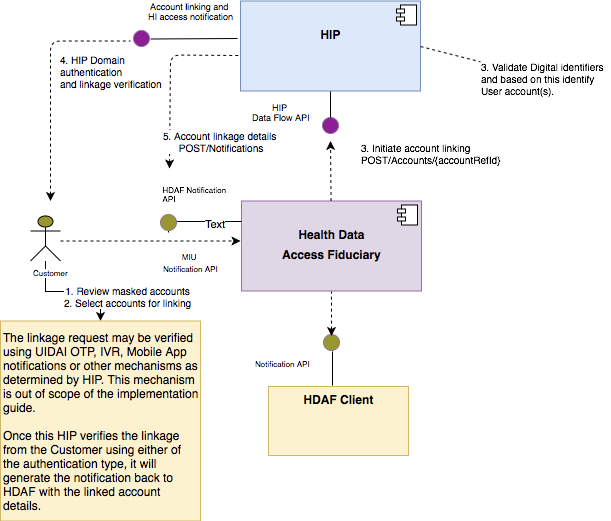 Account linking and
HI access notification
HIP
4. HIP Domain
authentication
and linkage verification
3. Validate Digital identifiers
and based on this identify
User account(s).
HIP
Data Flow API
5. Account linkage details
POST/Notifications
3. Initiate account linking
POST/Accounts/{accountRefId}
HDAF Notification
API
Text
Health Data
Access Fiduciary
MIU
Notification API
Customer
1. Review masked accounts
2. Select accounts for linking
The linkage request may be verified
using UIDAI OTP, IVR, Mobile App
notifications or other mechanisms as
determined by HIP. This mechanism
is out of scope of the implementation
guide.
Once this HIP verifies the linkage
from the Customer using either of
the authentication type, it will
generate the notification back to
HDAF with the linked account
details.
Notification API
HDAF Client